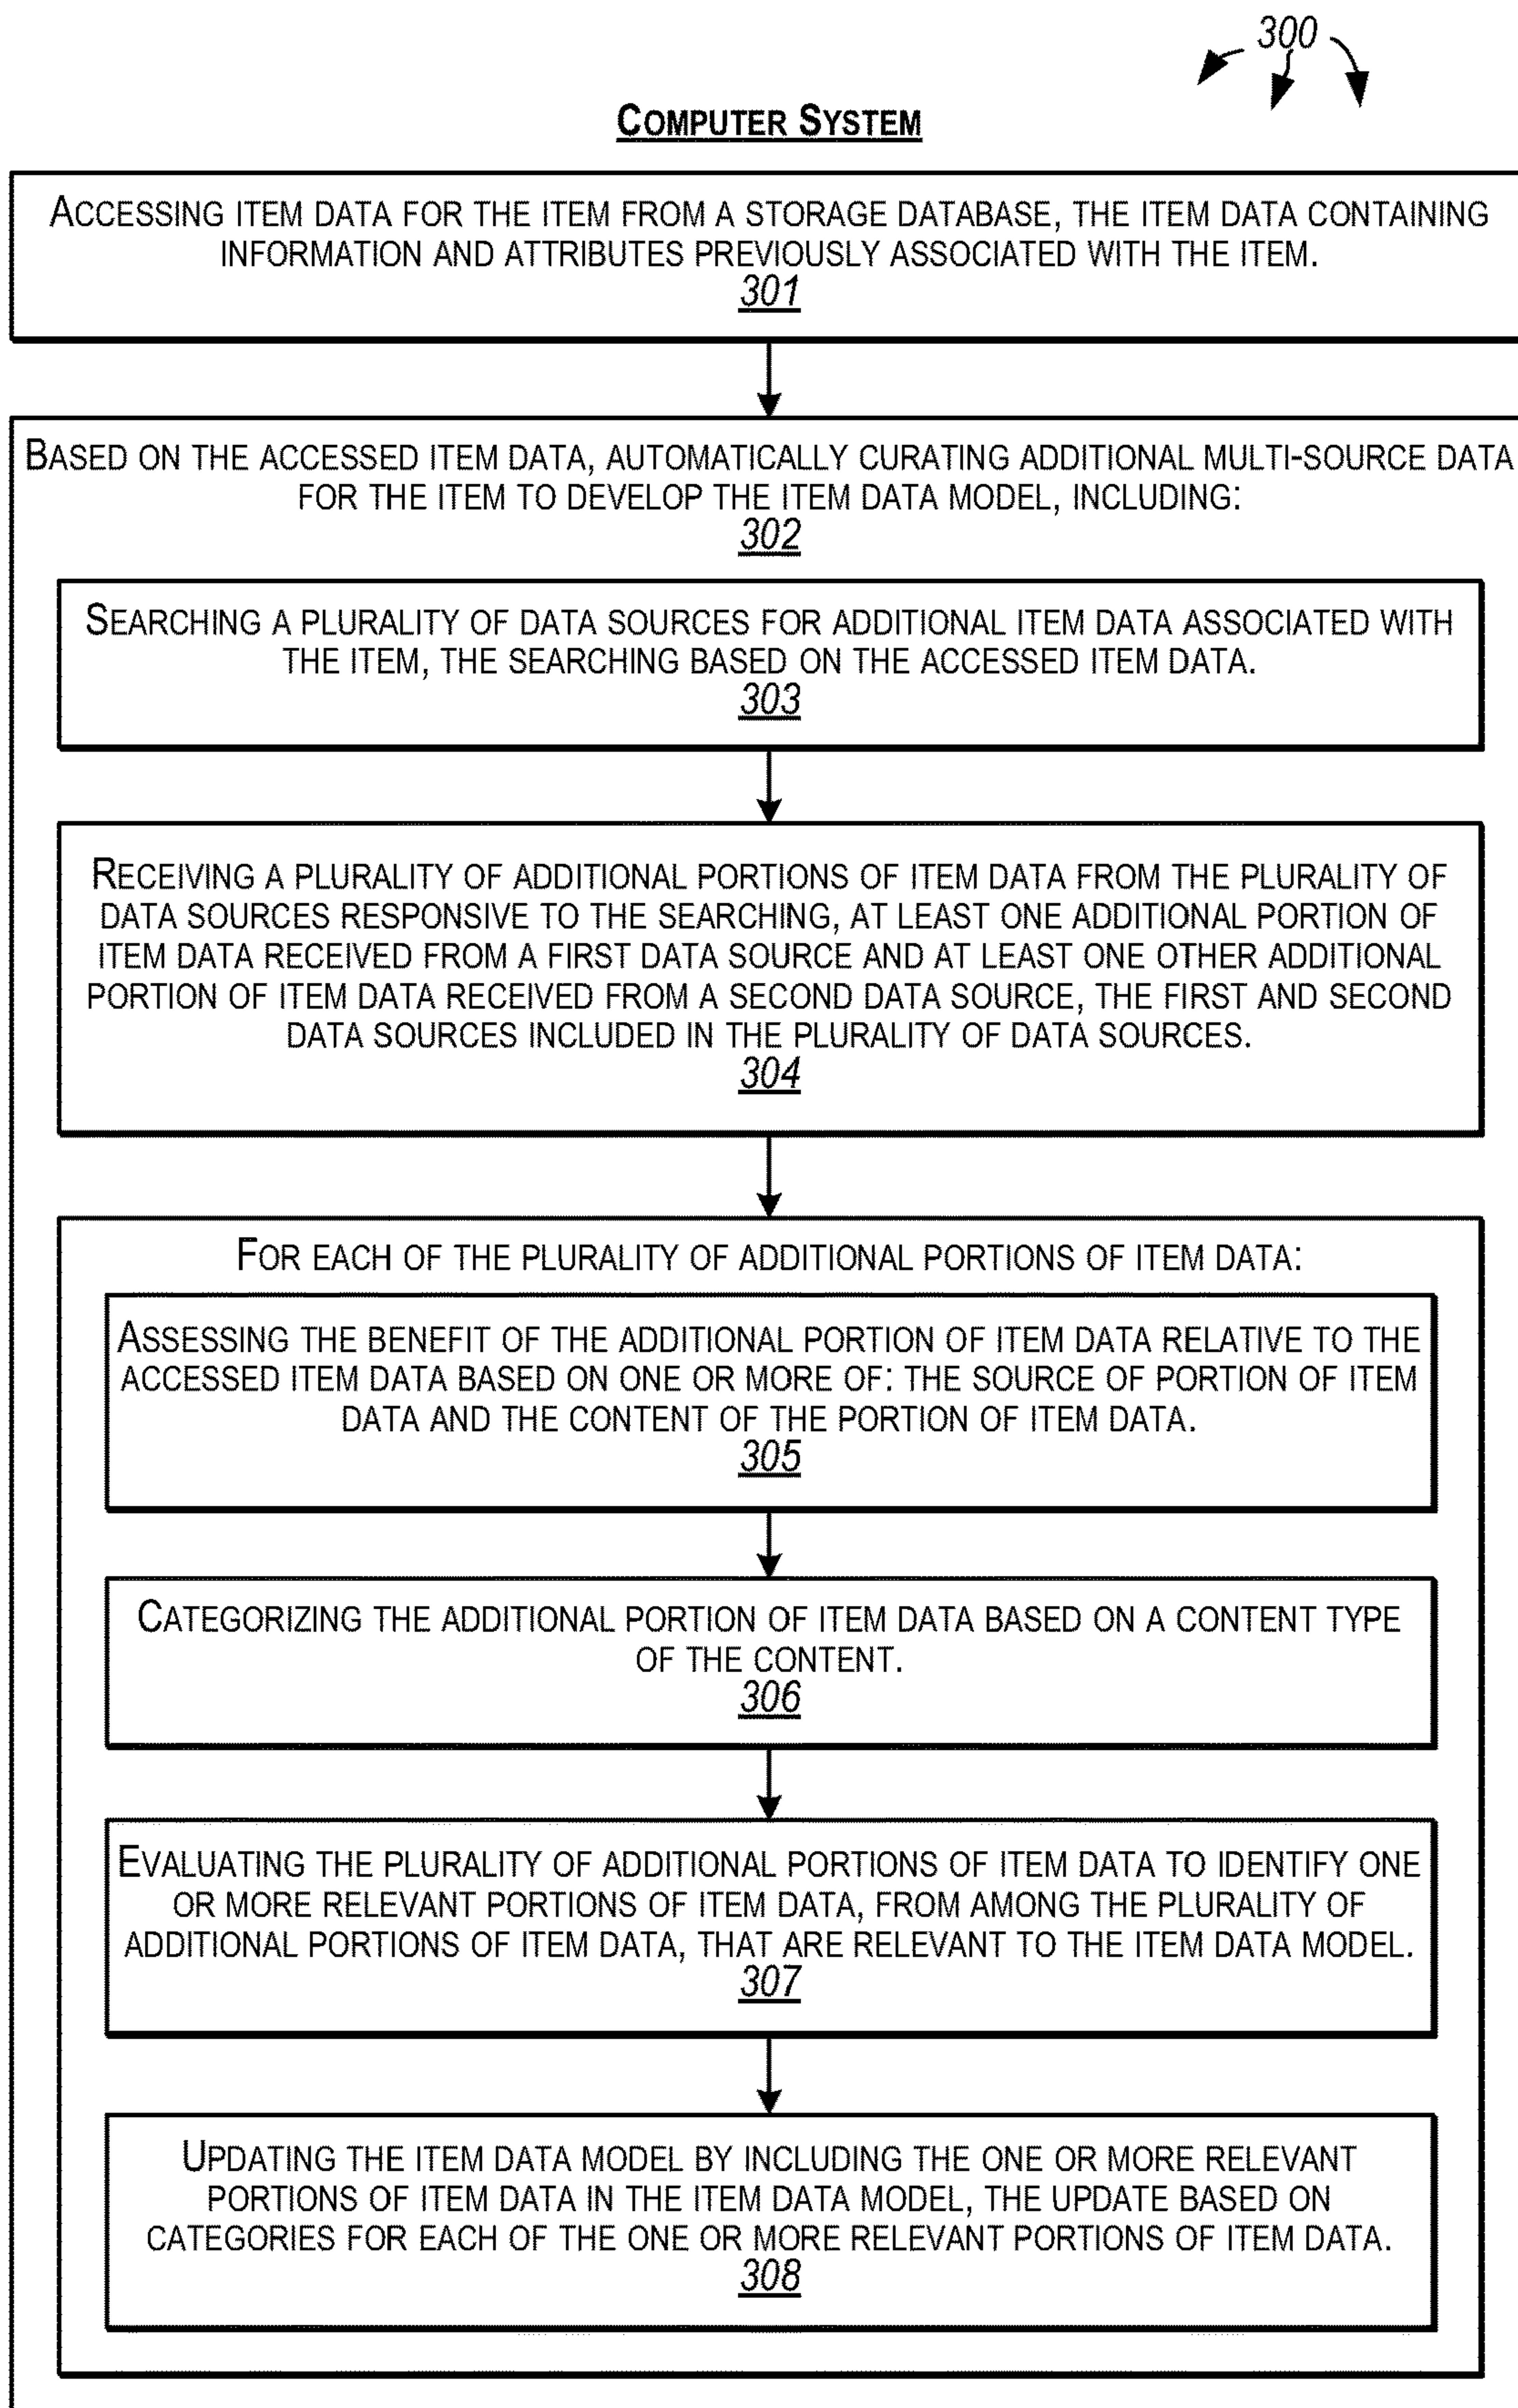 300
COMPUTER SYSTEM
ACCESSING ITEM DATA FOR THE ITEM FROM A STORAGE DATABASE, THE ITEM DATA CONTAINING
INFORMATION AND ATTRIBUTES PREVIOUSLY ASSOCIATED WITH THE ITEM.
301
BASED ON THE ACCESSED ITEM DATA, AUTOMATICALLY CURATING ADDITIONAL MULTI-SOURCE DATA
FOR THE ITEM TO DEVELOP THE ITEM DATA MODEL, INCLUDING:
302
SEARCHING A PLURALITY OF DATA SOURCES FOR ADDITIONAL ITEM DATA ASSOCIATED WITH
THE ITEM, THE SEARCHING BASED ON THE ACCESSED ITEM DATA.
303
RECEIVING A PLURALITY OF ADDITIONAL PORTIONS OF ITEM DATA FROM THE PLURALITY OF
DATA SOURCES RESPONSIVE TO THE SEARCHING, AT LEAST ONE ADDITIONAL PORTION OF
ITEM DATA RECEIVED FROM A FIRST DATA SOURCE AND AT LEAST ONE OTHER ADDITIONAL
PORTION OF ITEM DATA RECEIVED FROM A SECOND DATA SOURCE, THE FIRST AND SECOND
DATA SOURCES INCLUDED IN THE PLURALITY OF DATA SOURCES.
304
FOR EACH OF THE PLURALITY OF ADDITIONAL PORTIONS OF ITEM DATA:
ASSESSING THE BENEFIT OF THE ADDITIONAL PORTION OF ITEM DATA RELATIVE TO THE
ACCESSED ITEM DATA BASED ON ONE OR MORE OF: THE SOURCE OF PORTION OF ITEM
DATA AND THE CONTENT OF THE PORTION OF ITEM DATA.
305
CATEGORIZING THE ADDITIONAL PORTION OF ITEM DATA BASED ON A CONTENT TYPE
OF THE CONTENT.
306
EVALUATING THE PLURALITY OF ADDITIONAL PORTIONS OF ITEM DATA TO IDENTIFY ONE
OR MORE RELEVANT PORTIONS OF ITEM DATA, FROM AMONG THE PLURALITY OF
ADDITIONAL PORTIONS OF ITEM DATA, THAT ARE RELEVANT TO THE ITEM DATA MODEL.
307
UPDATING THE ITEM DATA MODEL BY INCLUDING THE ONE OR MORE RELEVANT
PORTIONS OF ITEM DATA IN THE ITEM DATA MODEL, THE UPDATE BASED ON
CATEGORIES FOR EACH OF THE ONE OR MORE RELEVANT PORTIONS OF ITEM DATA.
308